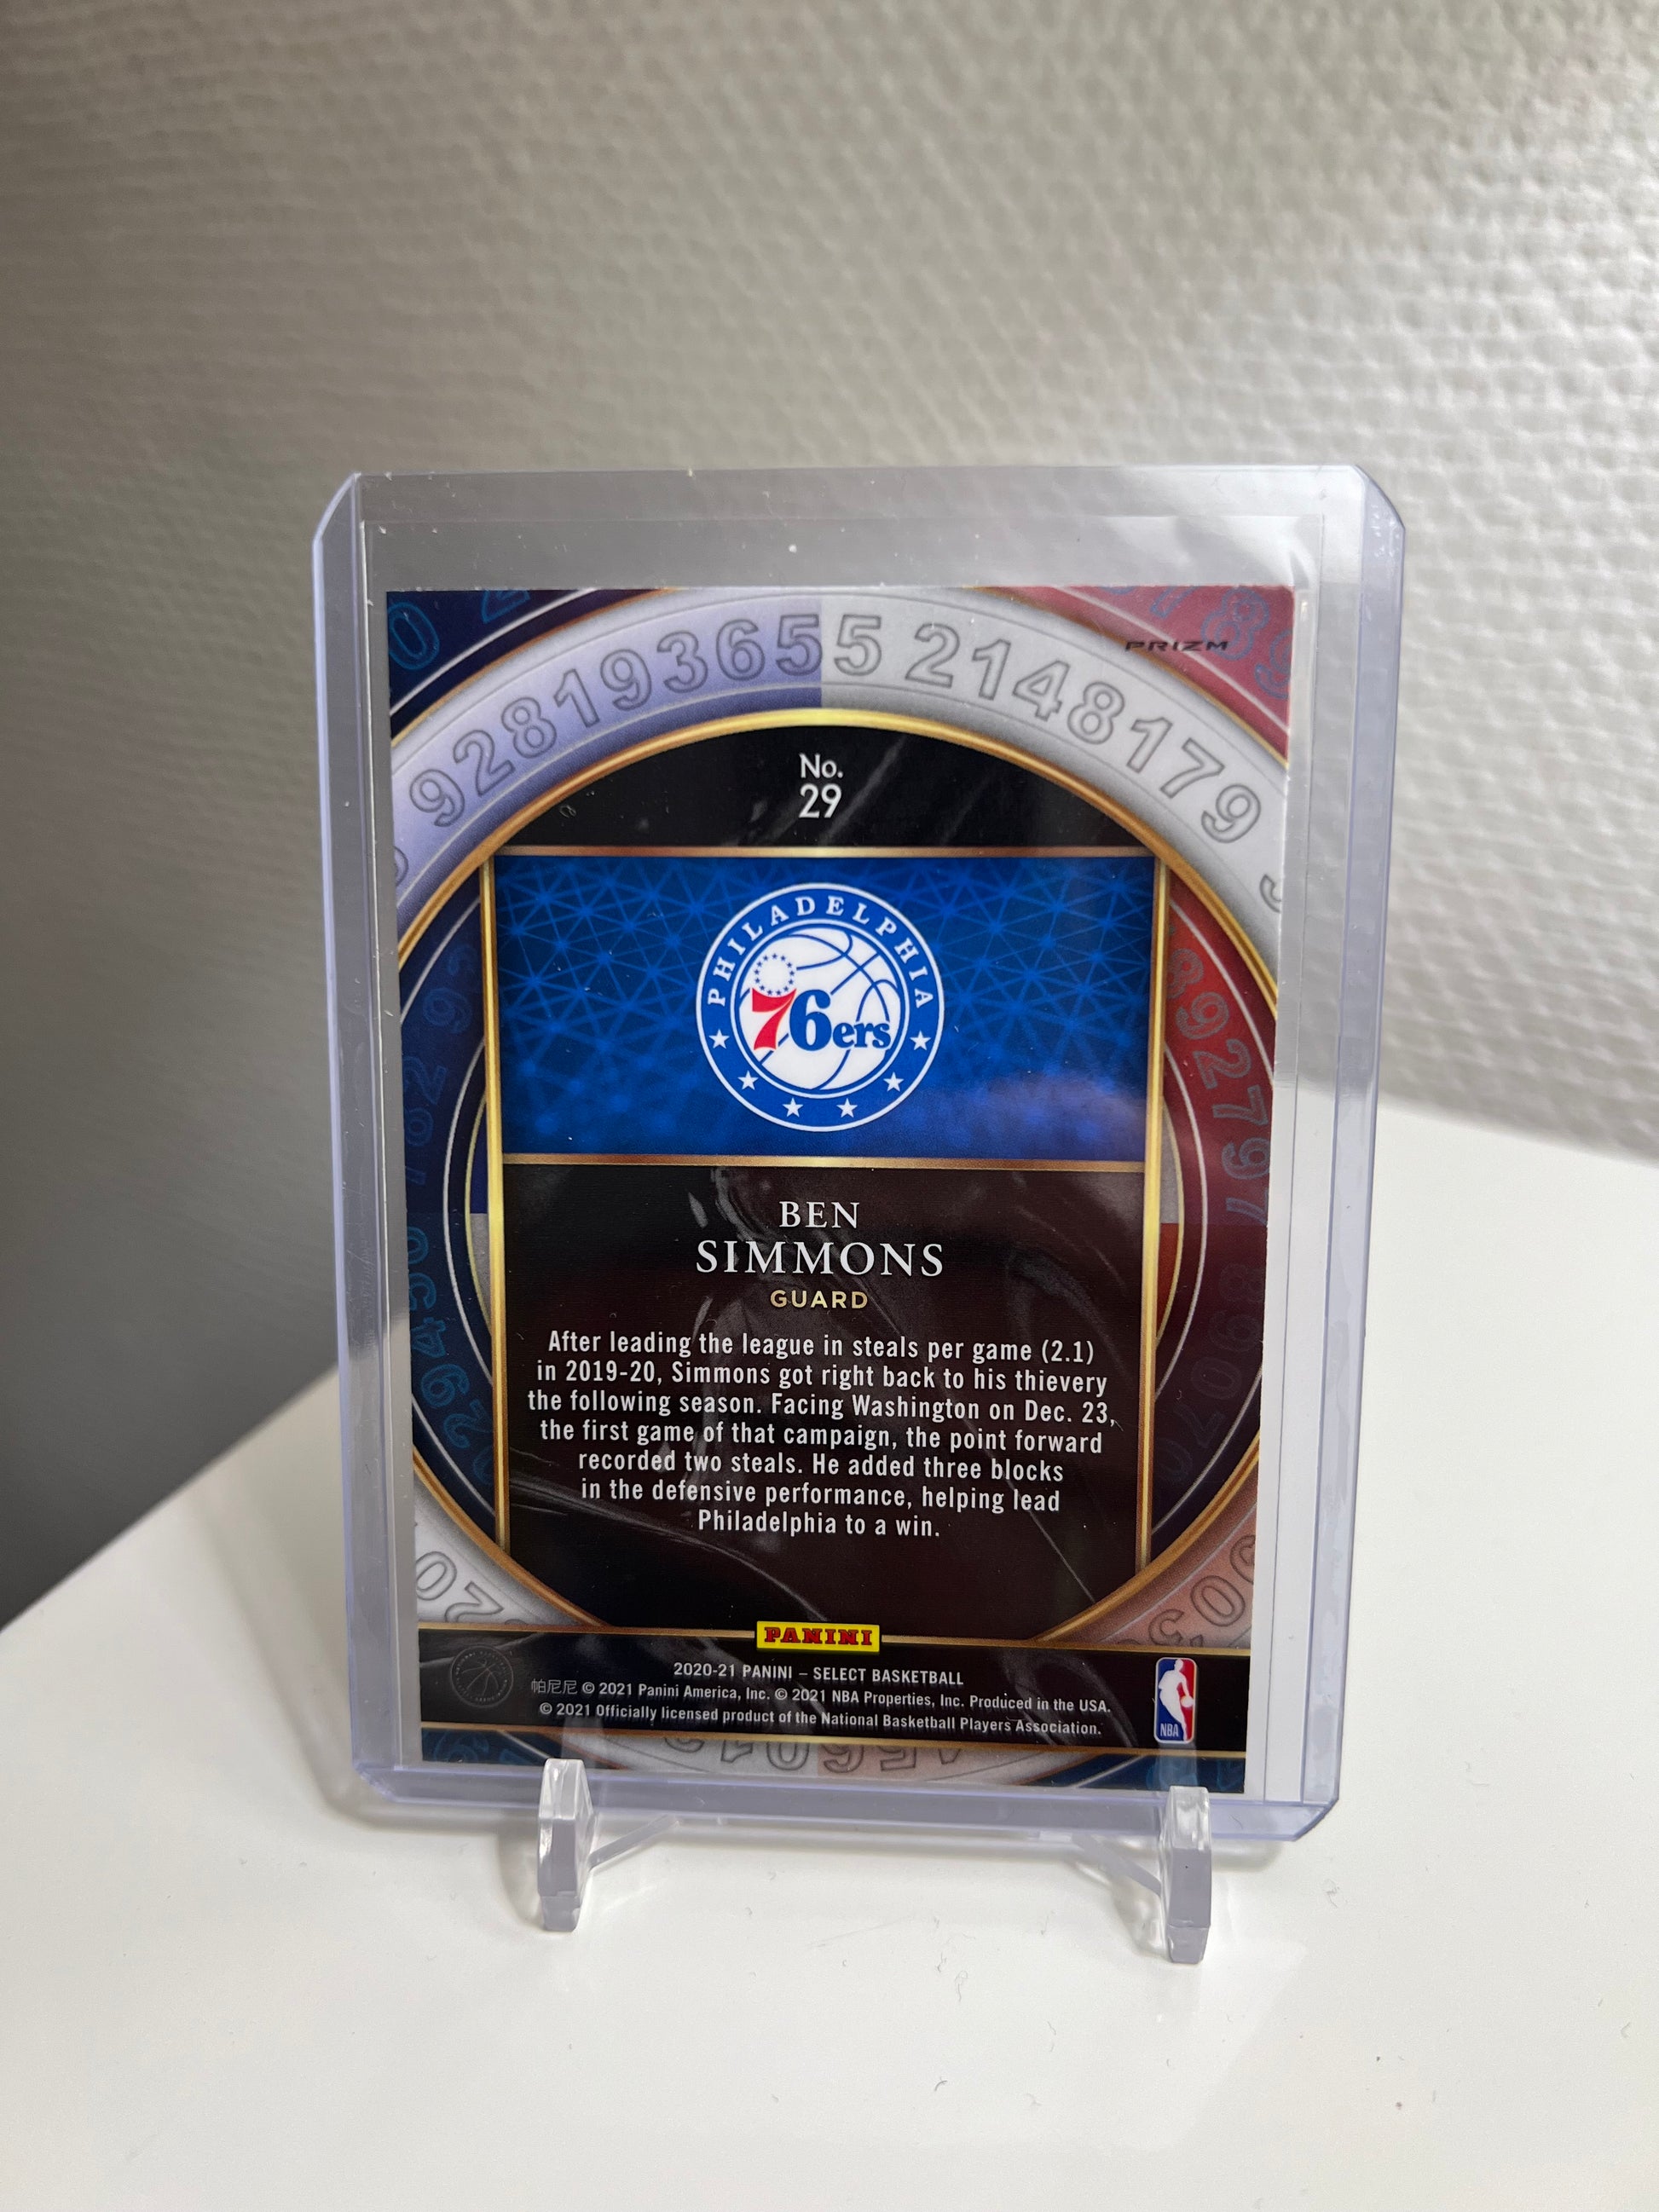 9281936555 2148179
PRIZM
No.
29
PHILADELPHIA
76ers
BEN
SIMMONS
GUARD
After leading the league in steals per game (2.1)
in 2019-20, Simmons got right back to his thievery
the following season. Facing Washington on Dec. 23,
the first game of that campaign, the point forward
recorded two steals. He added three blocks
in the defensive performance, helping lead
Philadelphia to a win.
PANINI
2020-21 PANINI – SELECT BASKETBALL
帕尼尼 © 2021 Panini America, Inc. © 2021 NBA Properties, Inc. Produced in the USA.
© 2021 Officially licensed product of the National Basketball Players Association.
NBA